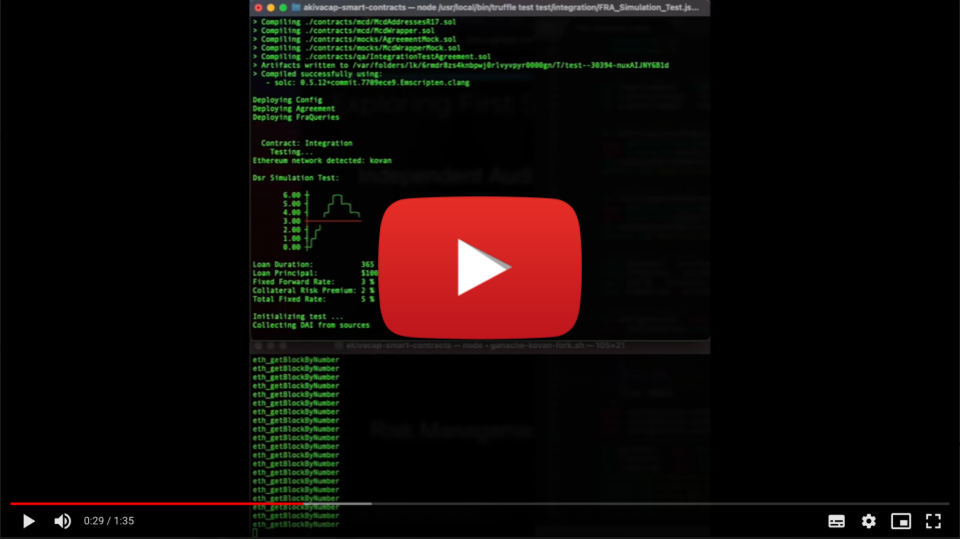 akivacap-smart-contracts — node /usr/local/bin/truffle test test/integration/FRA_Simulation_Test.js...
> Compiling ./contracts/mcd/McdAddressesR17.sol
> Compiling ./contracts/mcd/McdWrapper.sol
> Compiling ./contracts/mocks/AgreementMock.sol
> Compiling ./contracts/mocks/McdWrapperMock.sol
> Compiling ./contracts/qa/IntegrationTestAgreement.sol
> Artifacts written to
> Compiled successfully using:
- solc: 0.5.12+commit.7709ece9.Emscripten.clang
Deploying Config
Deploying Agreement
Deploying FraQueries
Contract: Integration
Testing...
Ethereum network detected: kovan
Independent Aud
Dsr Simulation Test:
6.00
5.00
4.00
3.00
2.00
1.00
0.00
Loan Duration: 365
Loan Principal: $100
Fixed Forward Rate: 3 %
Collateral Risk Premium: 2 %
Total Fixed Rate: 5 %
Initializing test ...
Collecting DAI from sources
akivacap-smart-contracts — node - ganache-kovan-fork.sh — 105×21
eth_getBlockByNumber
eth_getBlockByNumber
eth_getBlockByNumber
eth_getBlockByNumber
eth_getBlockByNumber
eth_getBlockByNumber
eth_getBlockByNumber
eth_getBlockByNumber
eth_getBlockByNumber
Risk Manageme
eth_getBlockByNumber
eth_getBlockByNumber
eth_getBlockByNumber
eth_getBlockByNumber
eth_getBlockByNumber
eth_getBlockByNumber
eth_getBlockByNumber
eth_getBlockByNumber
eth_getBlockByNumber
eth_getBlockByNumber
eth_getBlockByNumber
0:29 / 1:35